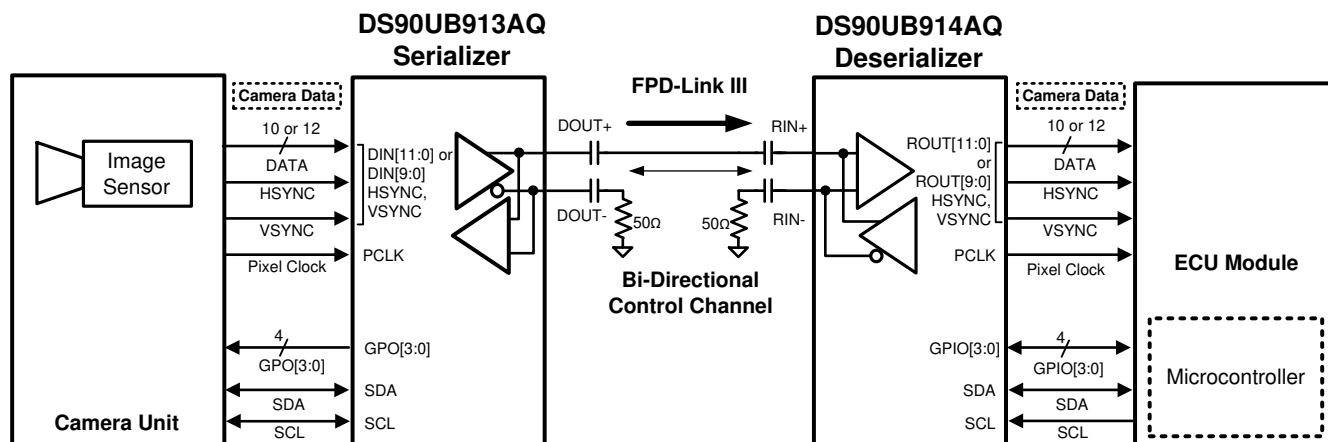 DS90UB913AQ
Serializer
DS90UB914AQ
Deserializer
Camera Data
FPD-Link III
Camera Data
Image
Sensor
10 or 12
DATA
HSYNC
VSYNC
Pixel Clock
4
GPO[3:0]
SDA
SCL
Camera Unit
DIN[11:0] or
DIN[9:0]
HSYNC,
VSYNC
PCLK
GPO[3:0]
SDA
SCL
DOUT+
DOUT-
50Ω
50Ω
RIN+
RIN-
Bi-Directional
Control Channel
ROUT[11:0]
or
ROUT[9:0]
HSYNC,
VSYNC
PCLK
GPIO[3:0]
SDA
SCL
10 or 12
DATA
HSYNC
VSYNC
Pixel Clock
4
GPIO[3:0]
SDA
SCL
ECU Module
Microcontroller